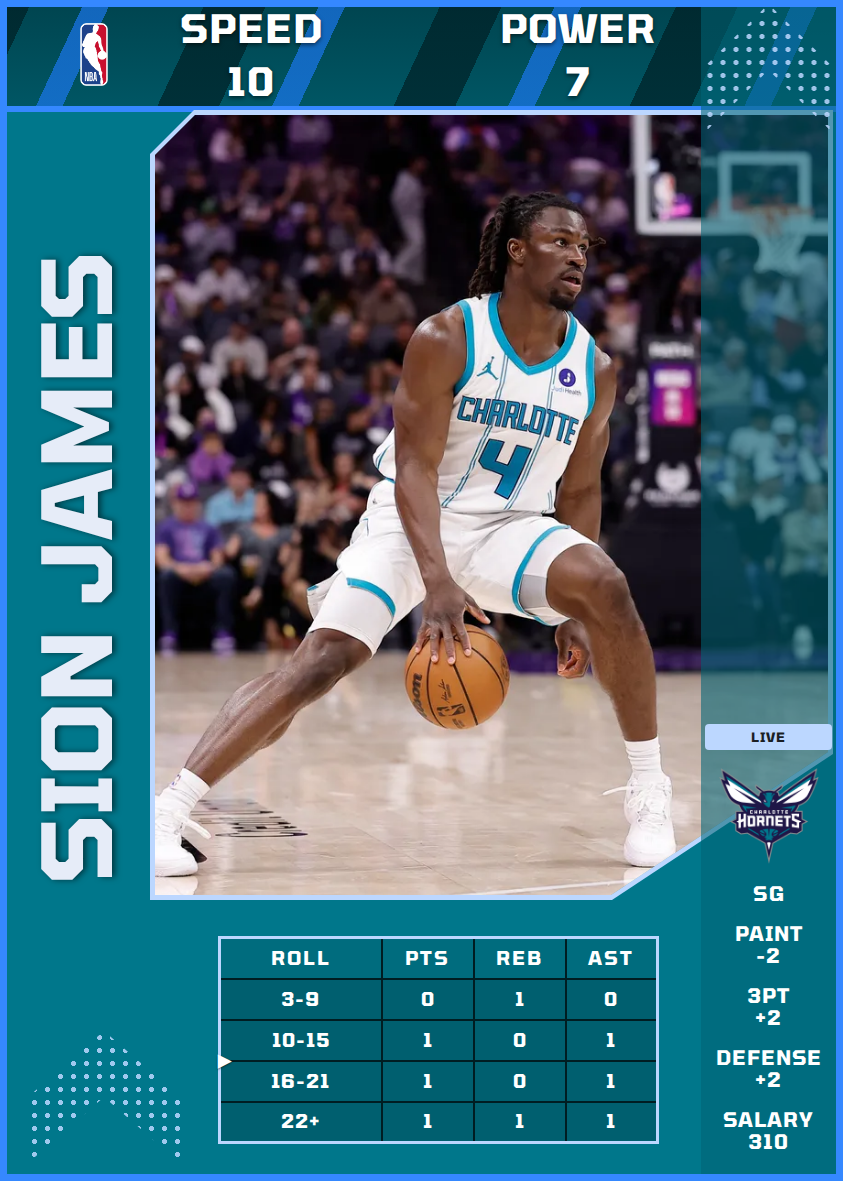 SPEED POWER
NBA
10 7
SION JAMES
CHARLOTTE
4
LIVE
CHARLOTTE
HORNETS
SG
PAINT
-2
3PT
+2
DEFENSE
+2
SALARY
310
ROLL PTS REB AST
3-9 0 1 0
10-15 1 0 1
16-21 1 0 1
22+ 1 1 1